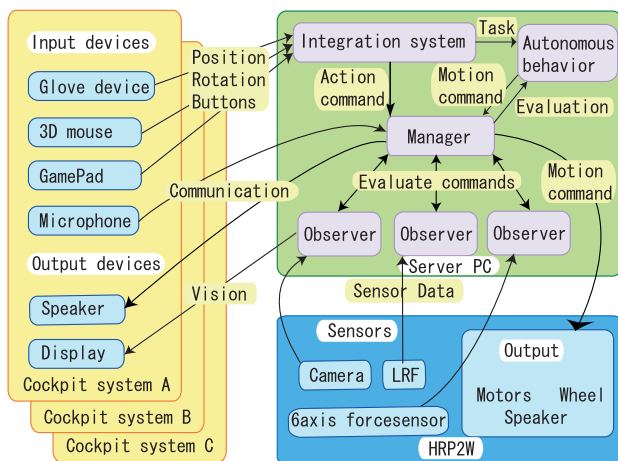 Input devices
Glove device
3D mouse
GamePad
Microphone
Output devices
Speaker
Display
Cockpit system A
Cockpit system B
Cockpit system C
Position
Rotation
Buttons
Communication
Vision
Integration system
Task
Autonomous
behavior
Action
command
Motion
command
Evaluation
Manager
Evaluate commands
Motion
command
Observer
Observer
Observer
Server PC
Sensor Data
Sensors
Camera
LRF
6axis forcesensor
Output
Motors Wheel
Speaker
HRP2W